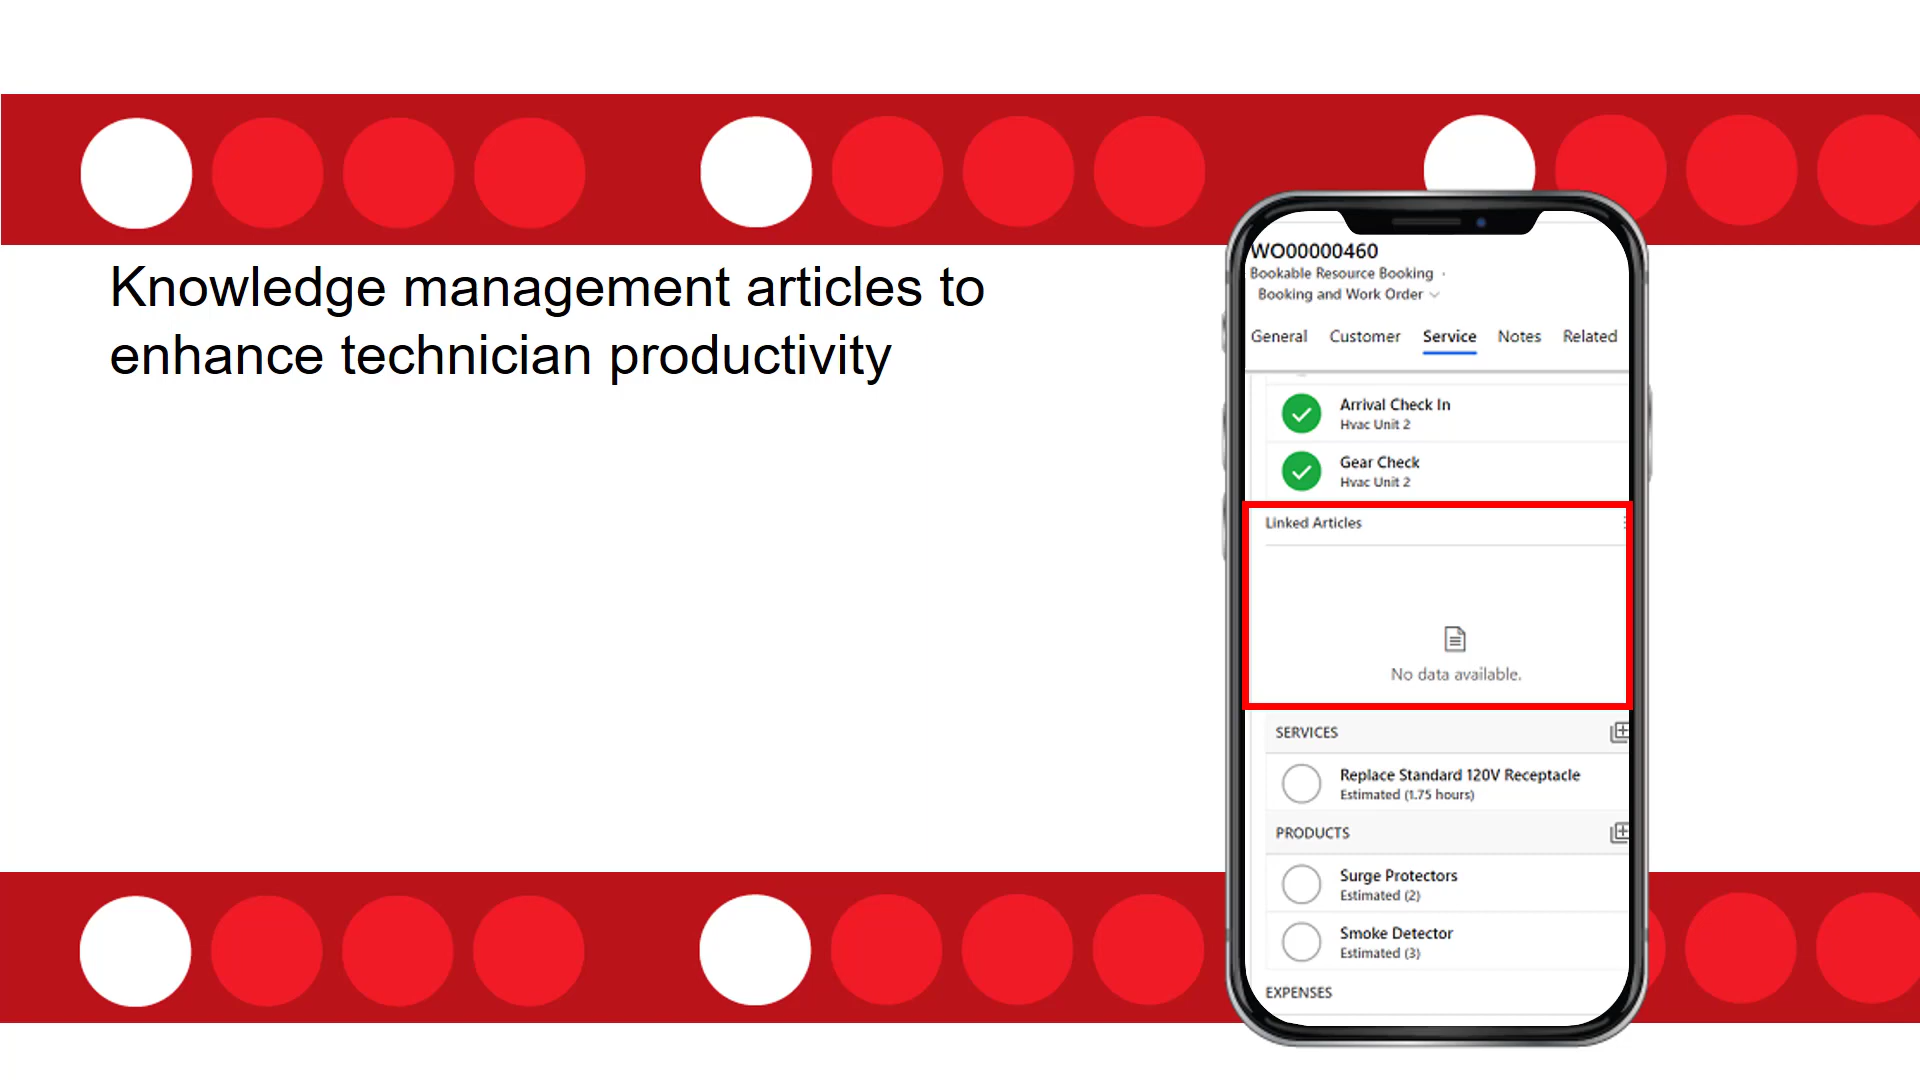 Knowledge management articles to
enhance technician productivity
WO00000460
Bookable Resource Booking ·
Booking and Work Order
General Customer Service Notes Related
Arrival Check In
Hvac Unit 2
Gear Check
Hvac Unit 2
Linked Articles
No data available.
SERVICES
Replace Standard 120V Receptacle
Estimated (1.75 hours)
PRODUCTS
Surge Protectors
Estimated (2)
Smoke Detector
Estimated (3)
EXPENSES